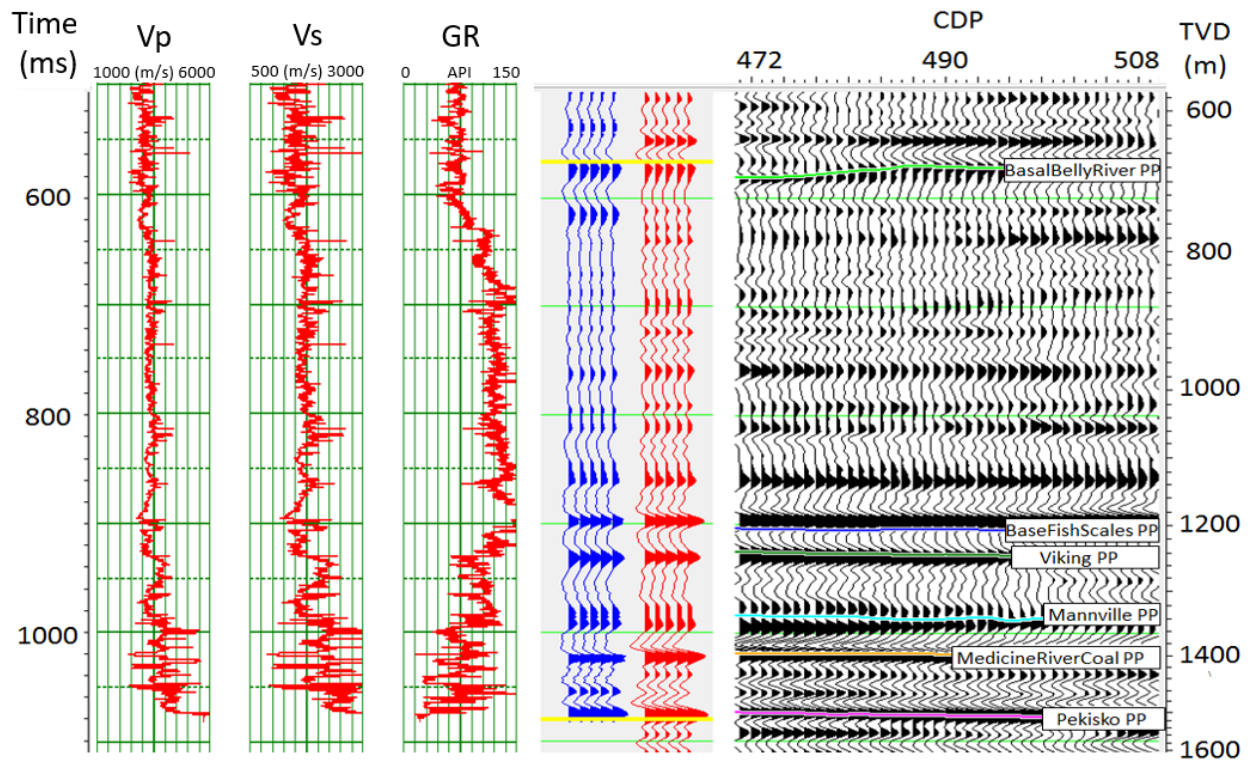 Time
(ms)
Vp
Vs
GR
CDP
TVD
(m)
1000 (m/s) 6000
500 (m/s) 3000
0 API 150
472 490 508
600
BasalBellyRiver PP
600
800
1000
800
1200
BaseFishScales PP
Viking PP
Mannville PP
1000
MedicineRiverCoal PP
1400
Pekisko PP
1600